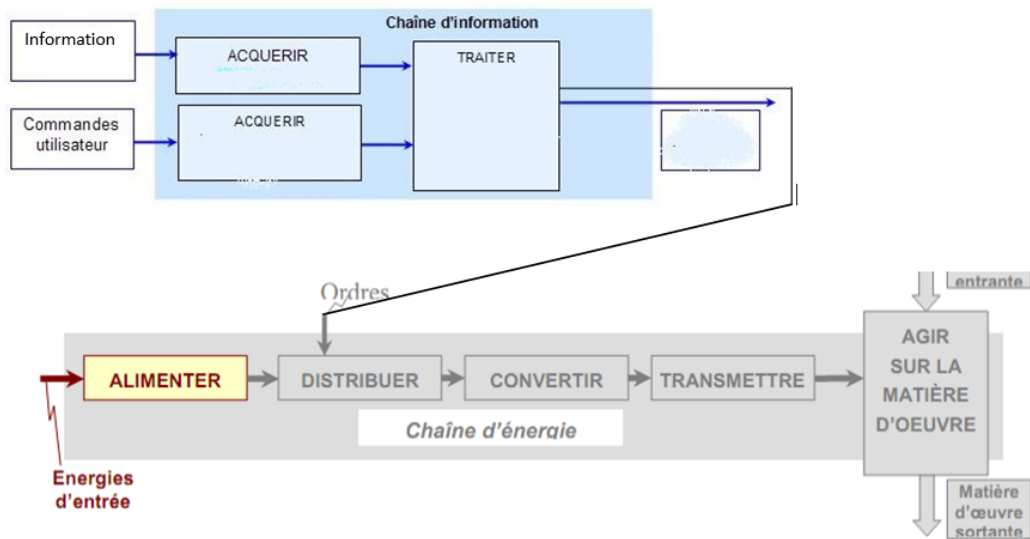 Chaîne d'information
Information
ACQUERIR
TRAITER
Commandes
utilisateur
ACQUERIR
Ordres
entrante
ALIMENTER
DISTRIBUER
CONVERTIR
TRANSMETTRE
AGIR
SUR LA
MATIÈRE
D'OEUVRE
Chaîne d'énergie
Energies
d'entrée
Matière
d'œuvre
sortante